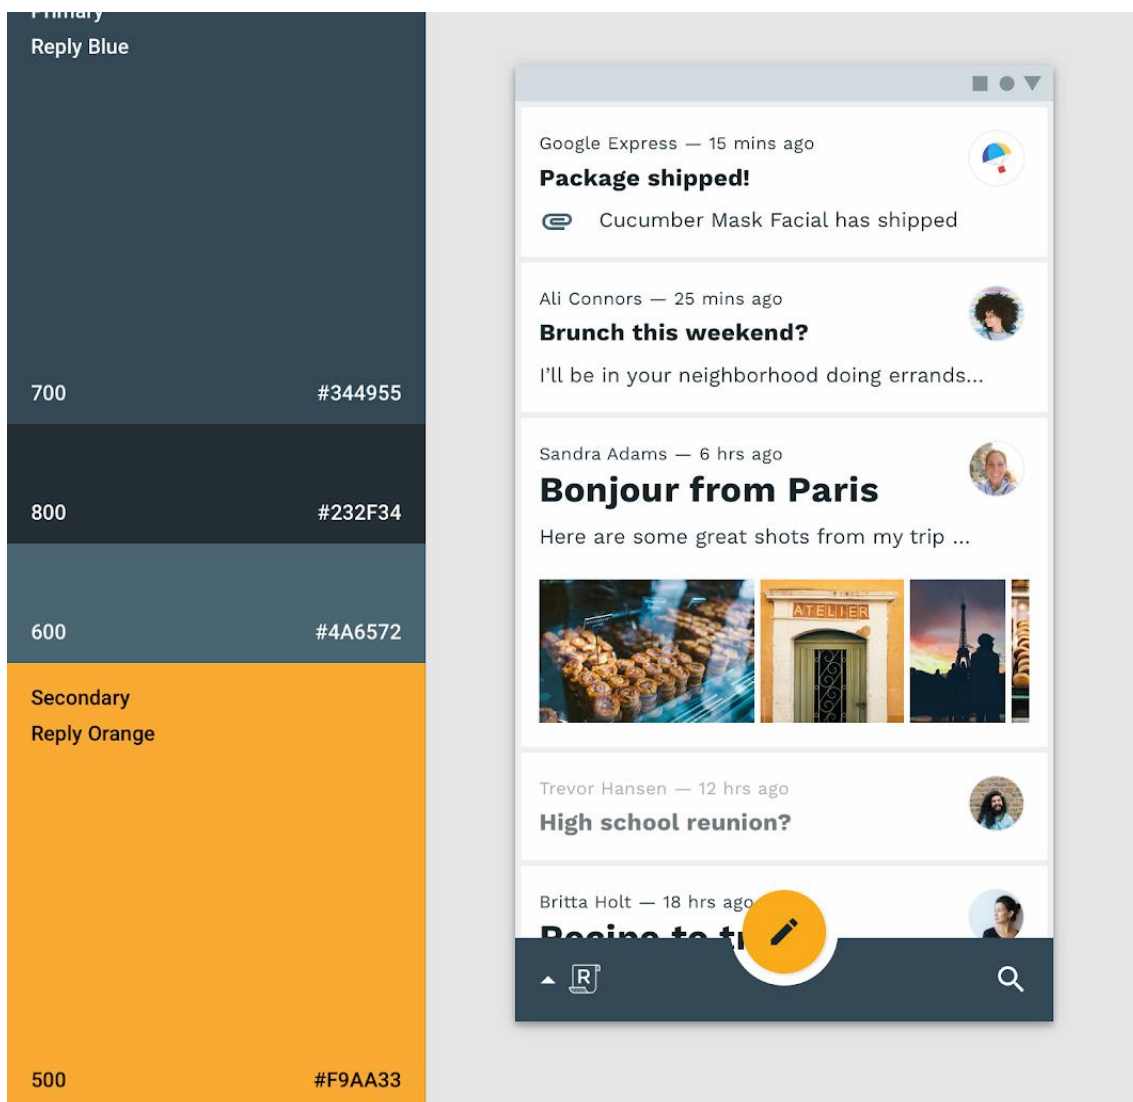 Primary
Reply Blue
700 #344955
800 #232F34
600 #4A6572
Secondary
Reply Orange
500 #F9AA33
Google Express — 15 mins ago
Package shipped!
Cucumber Mask Facial has shipped
Ali Connors — 25 mins ago
Brunch this weekend?
I’ll be in your neighborhood doing errands...
Sandra Adams — 6 hrs ago
Bonjour from Paris
Here are some great shots from my trip ...
ATELIER
Trevor Hansen — 12 hrs ago
High school reunion?
Britta Holt — 18 hrs ago
Recipe to
R